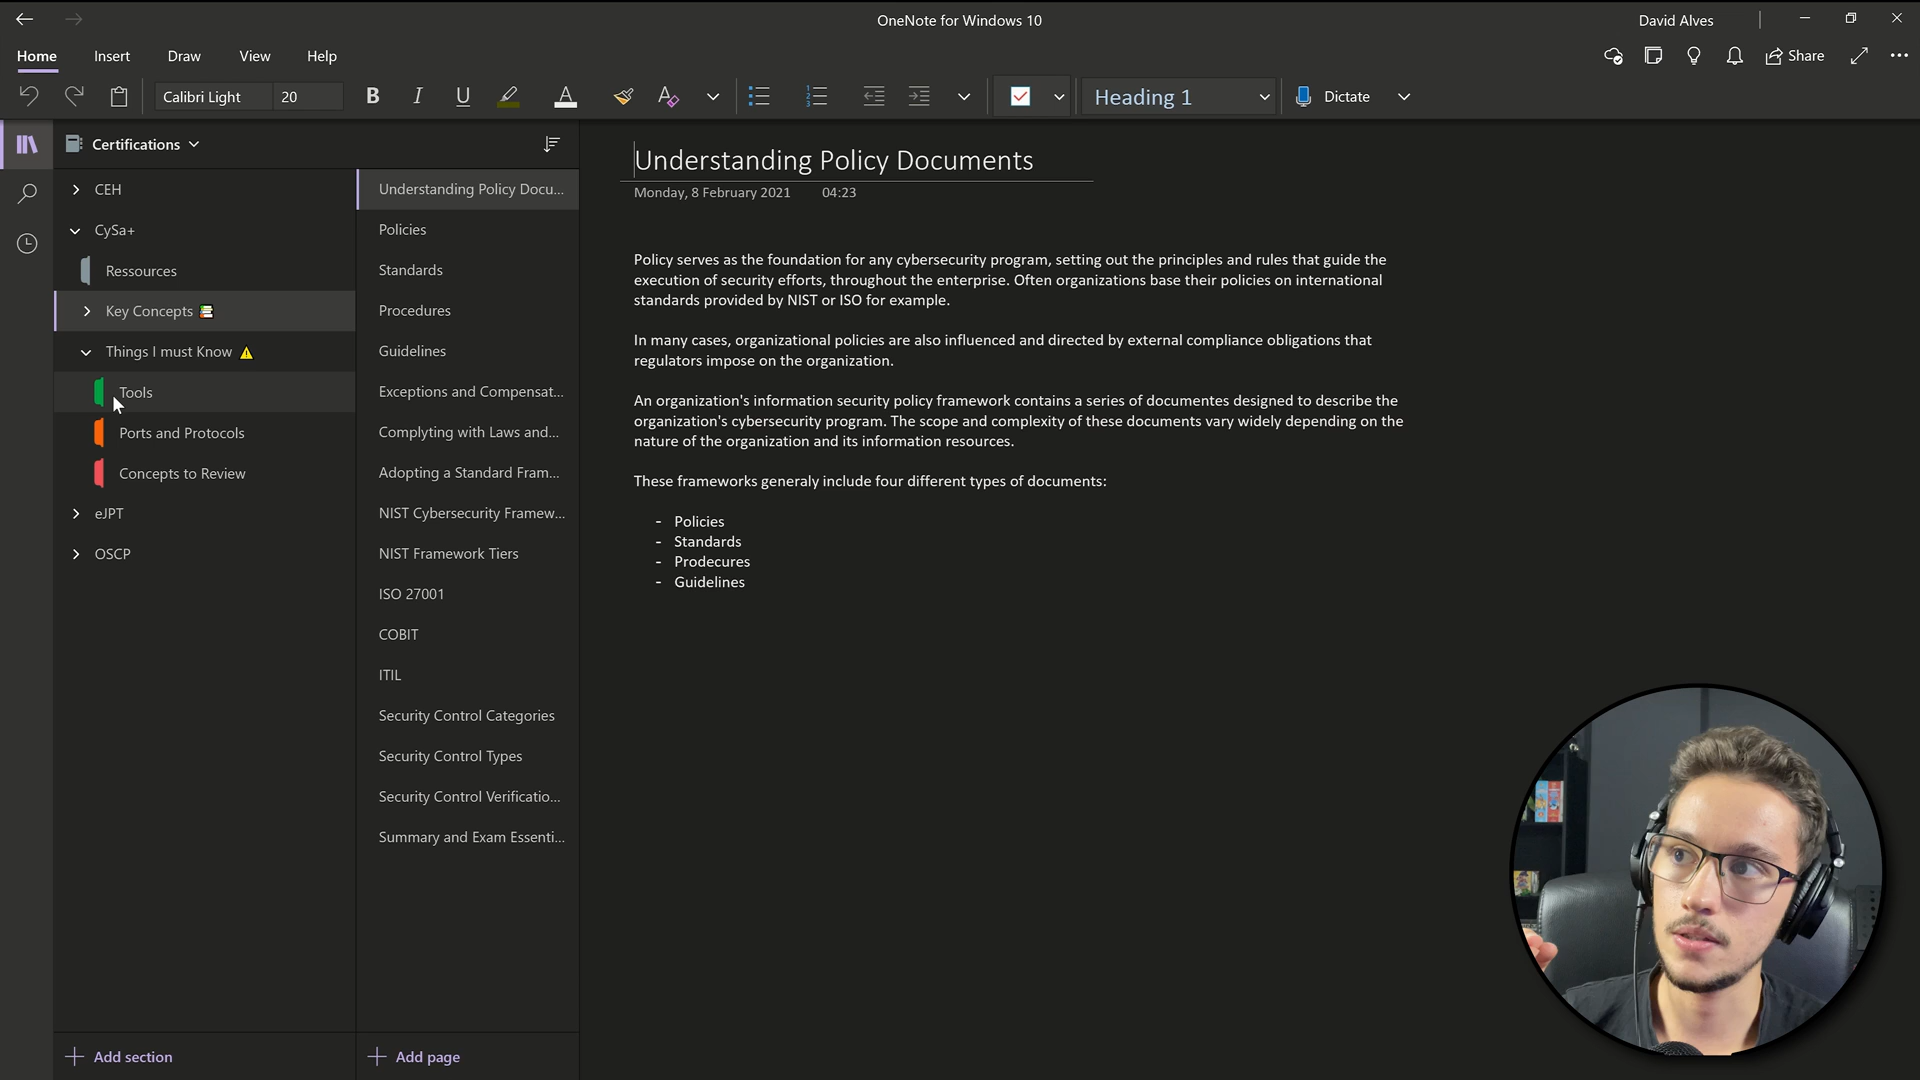 OneNote for Windows 10
David Alves
Home
Insert
Draw
View
Help
Share
Calibri Light
20
B
I
U
A
A
Heading 1
Dictate
Certifications
CEH
CySa+
Ressources
Key Concepts
Things I must Know
Tools
Ports and Protocols
Concepts to Review
eJPT
OSCP
Add section
Understanding Policy Docu...
Policies
Standards
Procedures
Guidelines
Exceptions and Compensat...
Complyting with Laws and...
Adopting a Standard Fram...
NIST Cybersecurity Framew...
NIST Framework Tiers
ISO 27001
COBIT
ITIL
Security Control Categories
Security Control Types
Security Control Verificatio...
Summary and Exam Essenti...
Add page
Understanding Policy Documents
Monday, 8 February 2021 04:23
Policy serves as the foundation for any cybersecurity program, setting out the principles and rules that guide the
execution of security efforts, throughout the enterprise. Often organizations base their policies on international
standards provided by NIST or ISO for example.
In many cases, organizational policies are also influenced and directed by external compliance obligations that
regulators impose on the organization.
An organization's information security policy framework contains a series of documentes designed to describe the
organization's cybersecurity program. The scope and complexity of these documents vary widely depending on the
nature of the organization and its information resources.
These frameworks generaly include four different types of documents:
- Policies
- Standards
- Prodecures
- Guidelines